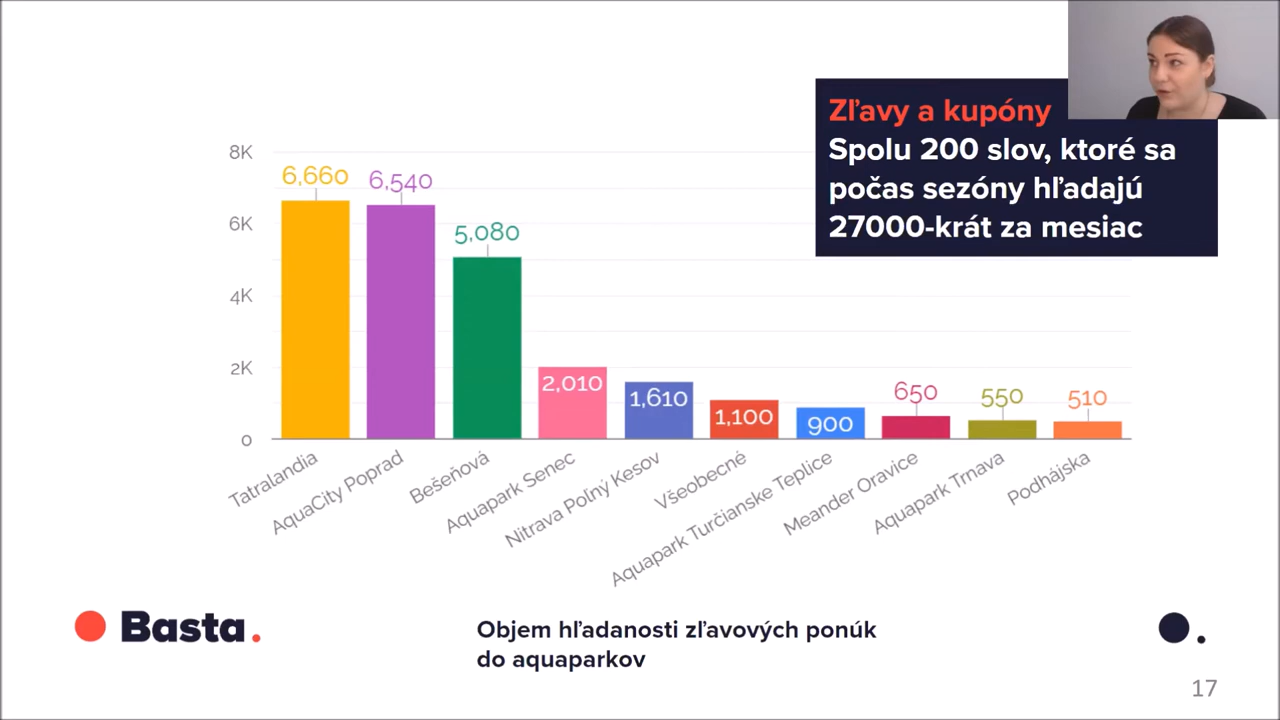 Zľavy a kupóny
Spolu 200 slov, ktoré sa
počas sezóny hľadajú
27000-krát za mesiac
8K
6K
4K
2K
0
6,660
6,540
5,080
2,010
1,610
1,100
900
650
550
510
Tatralandia
AquaCity Poprad
Bešeňová
Aquapark Senec
Nitrava Poľný Kesov
Všeobecné
Aquapark Turčianske Teplice
Meander Oravice
Aquapark Trnava
Podhájska
Basta.
Objem hľadanosti zľavových ponúk
do aquaparkov
17